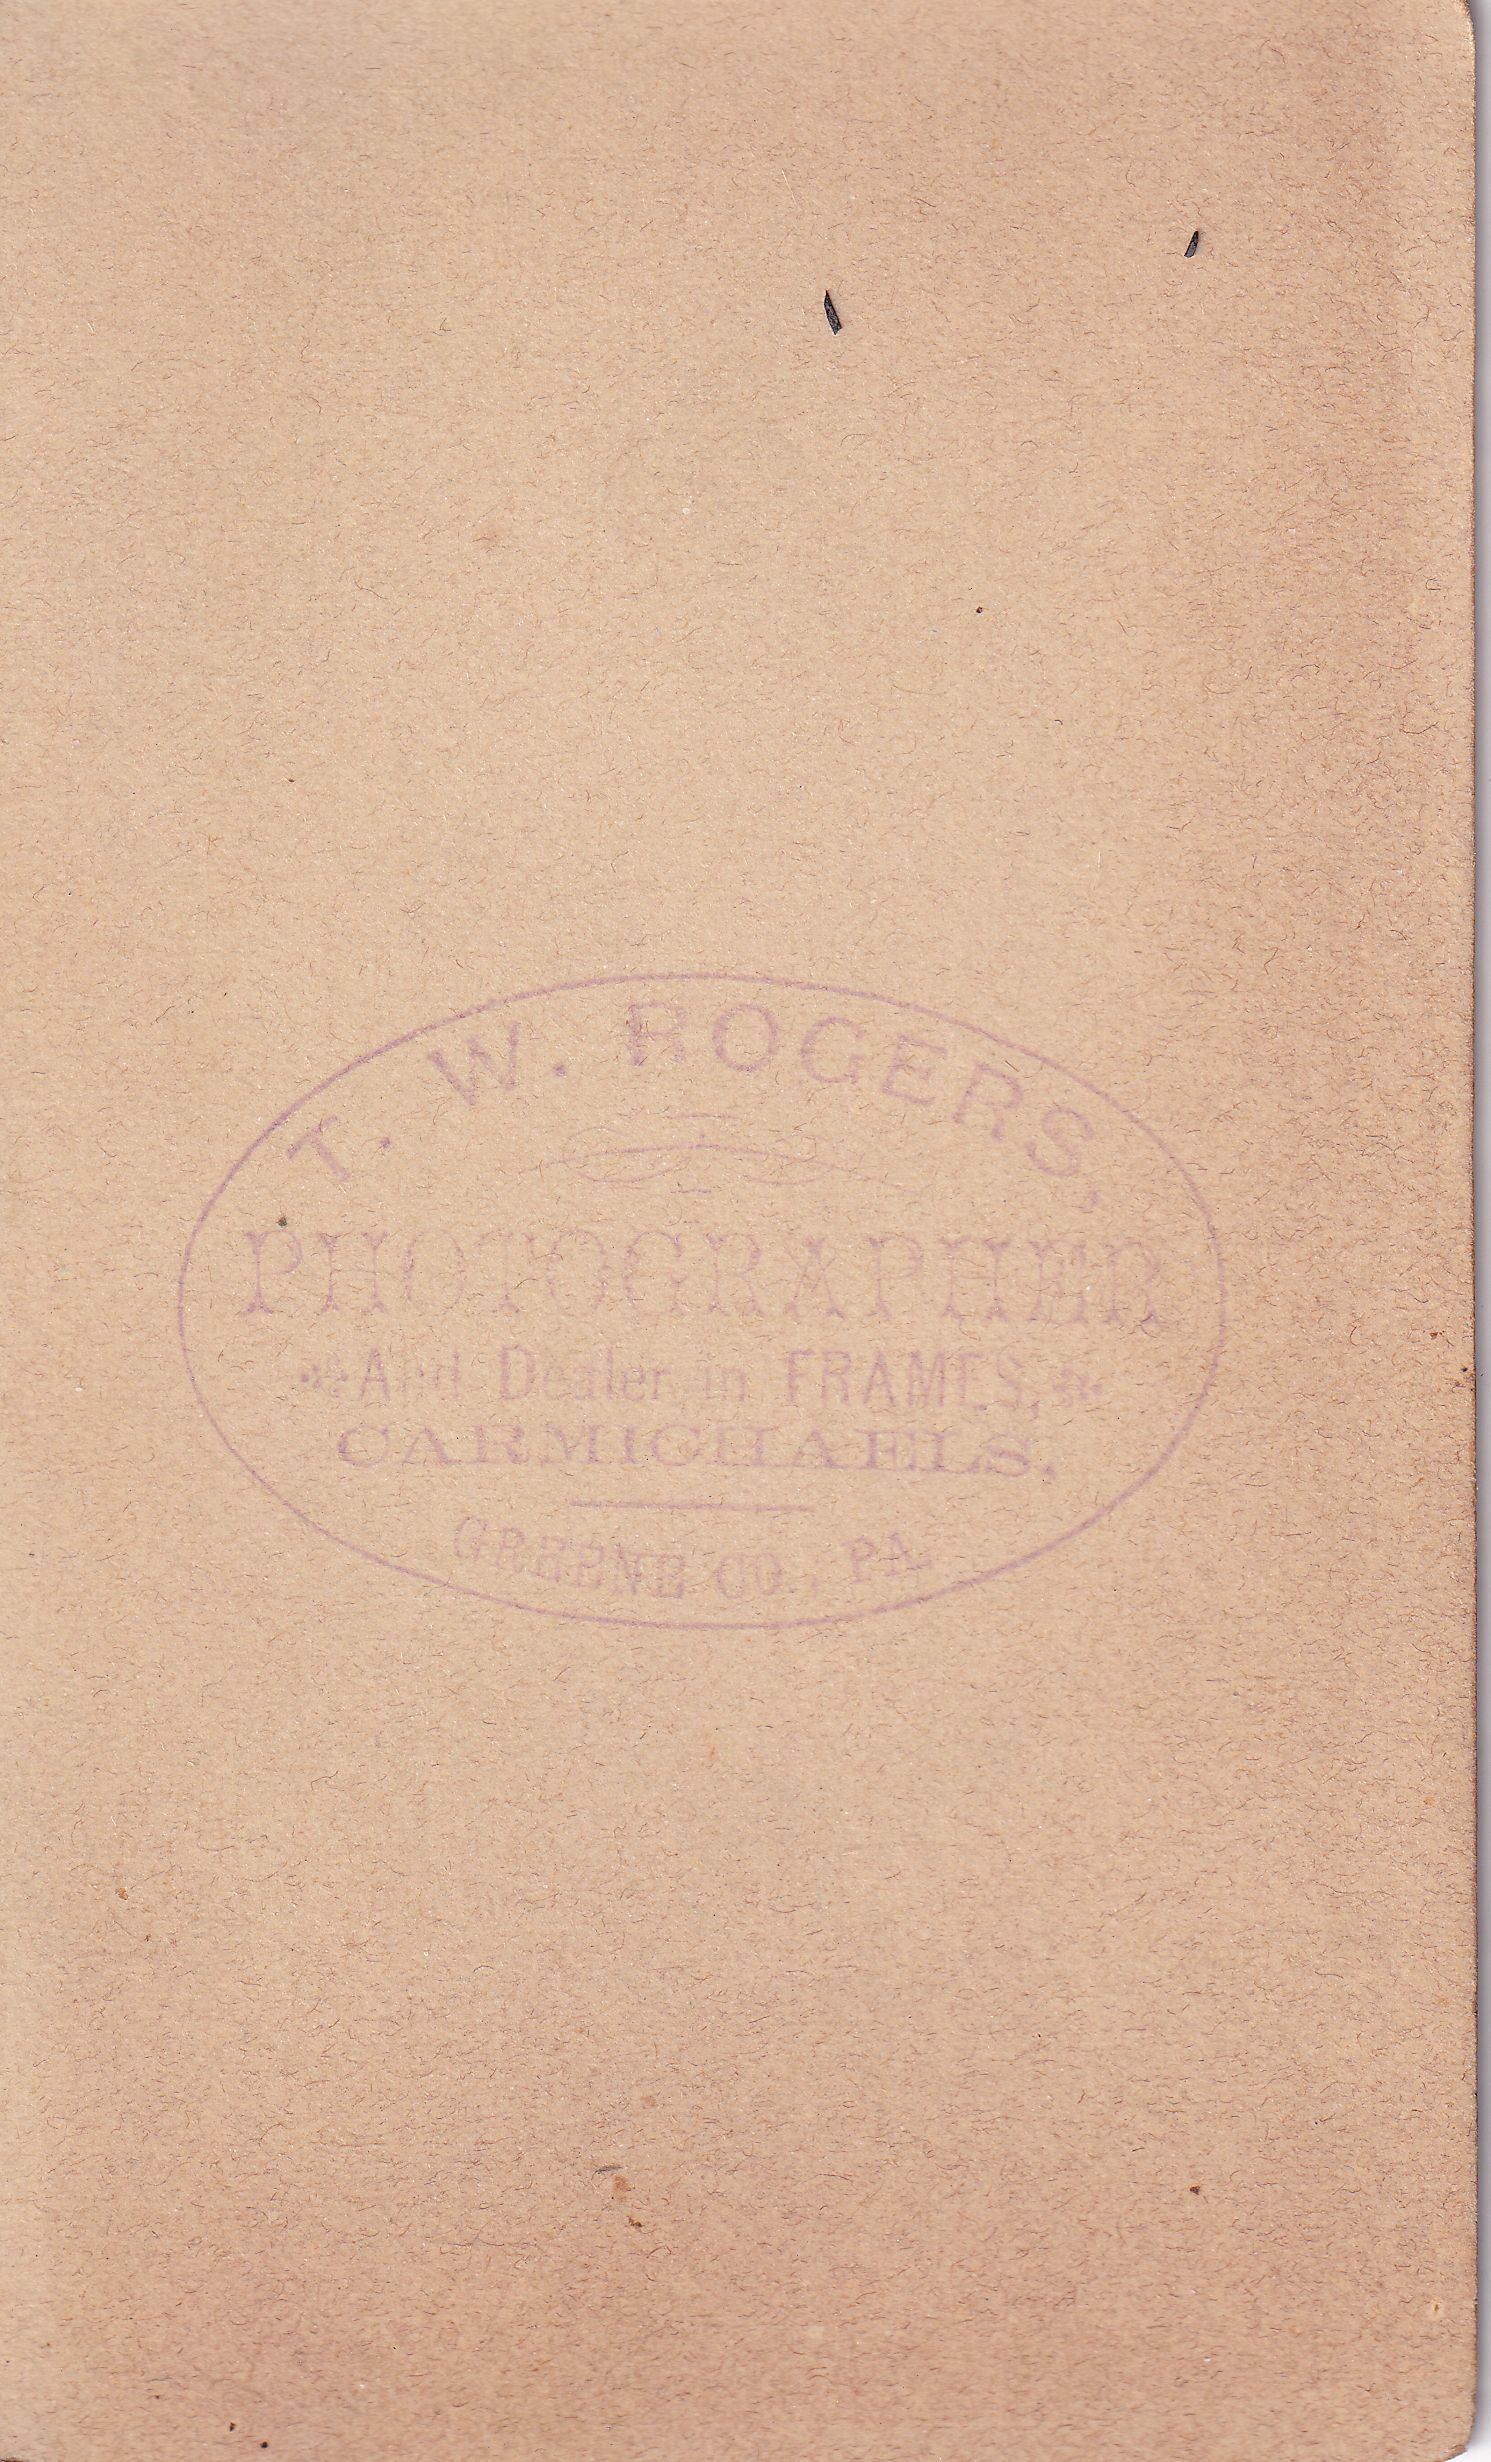 T. W. ROGERS,
PHOTOGRAPHER
And Dealer in FRAMES,
CARMICHAELS.
GREENE CO., PA.